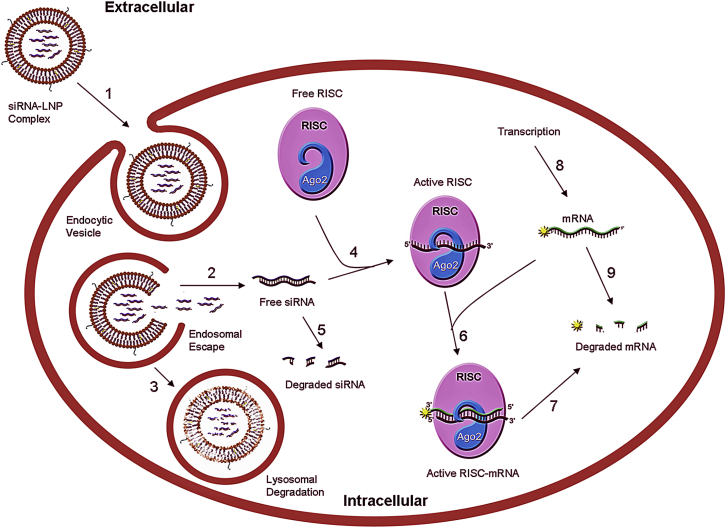 Extracellular
siRNA-LNP
Complex
1
Endocytic
Vesicle
Free RISC
RISC
Ago2
Transcription
8
mRNA
Active RISC
RISC
5'
3'
Ago2
4
2
Free siRNA
Endosomal
Escape
3
5
Degraded siRNA
9
Degraded mRNA
6
RISC
3'
5'
5'
3'
Ago2
7
Active RISC-mRNA
Lysosomal
Degradation
Intracellular